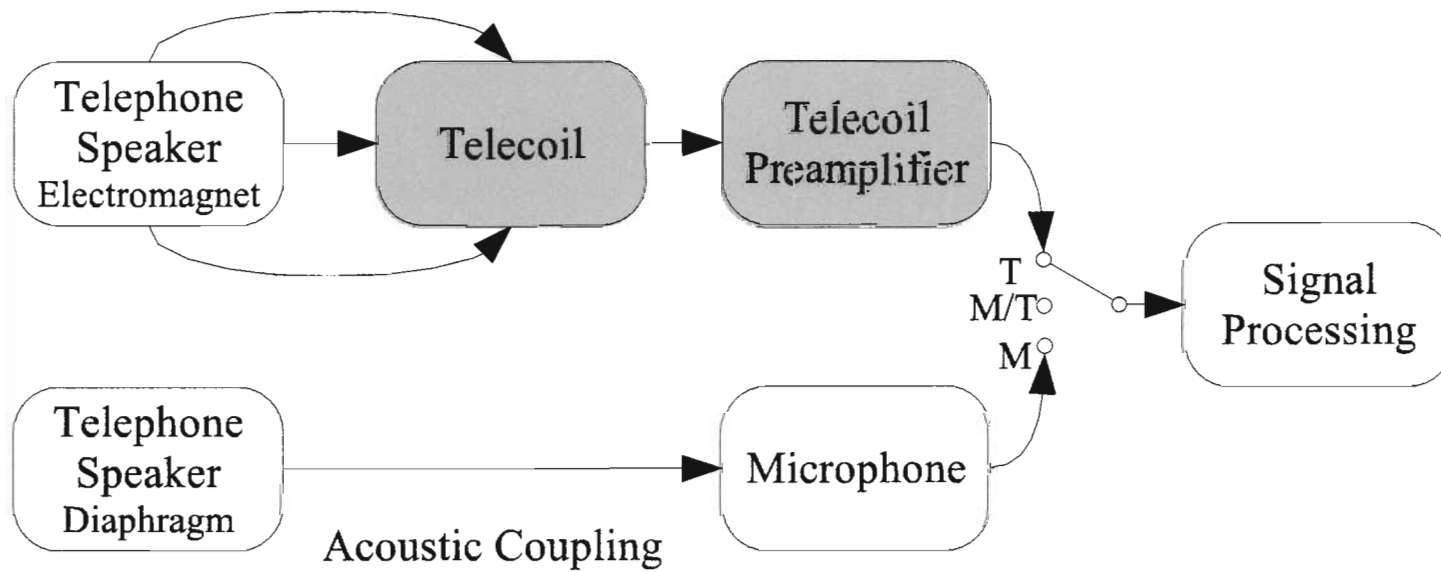 Telephone
Speaker
Electromagnet
Telecoil
Telecoil
Preamplifier
T
M/T
M
Signal
Processing
Telephone
Speaker
Diaphragm
Microphone
Acoustic Coupling